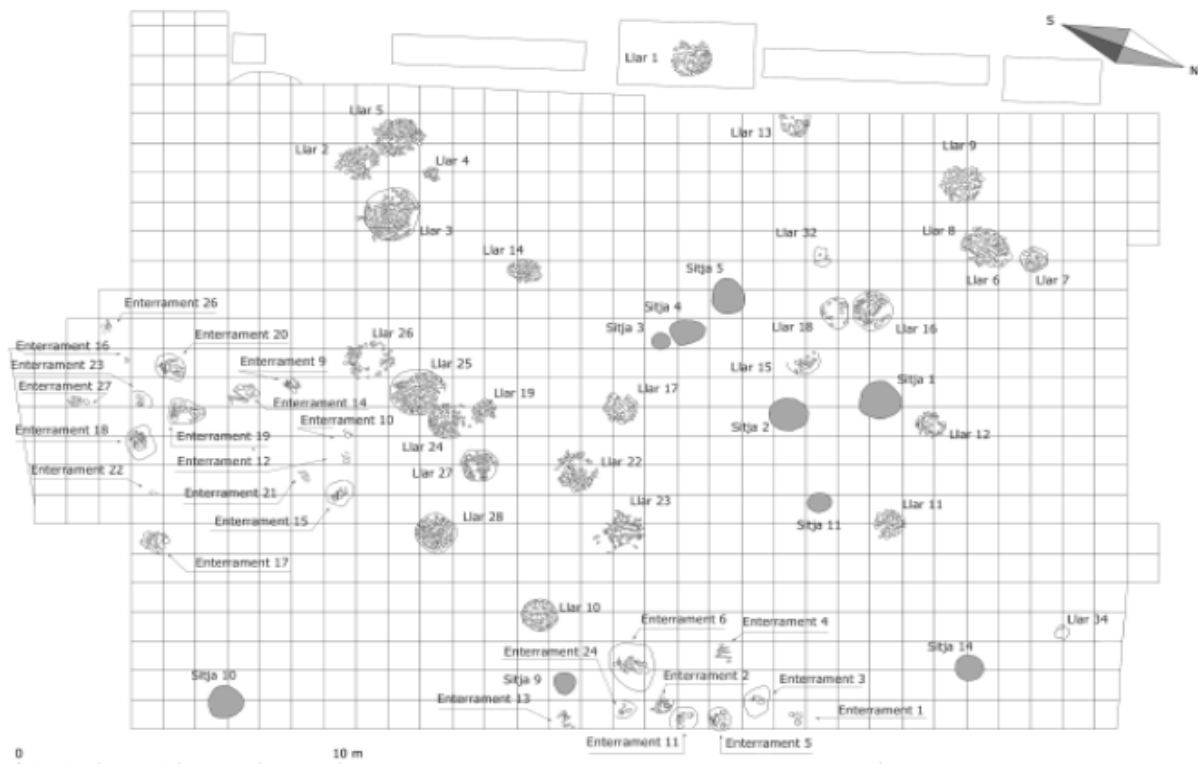 S
Llar 1
N
Llar 5
Llar 13
Llar 2
Llar 4
Llar 9
Llar 3
Llar 32
Llar 8
Llar 14
Sitja 5
Llar 6
Llar 7
Enterrament 26
Sitja 4
Enterrament 20
Llar 26
Sitja 3
Llar 18
Llar 16
Enterrament 16
Enterrament 23
Enterrament 9
Llar 25
Llar 15
Enterrament 27
Sitja 1
Enterrament 14
Llar 19
Llar 17
Enterrament 10
Sitja 2
Enterrament 18
Enterrament 19
Llar 12
Llar 24
Enterrament 12
Llar 27
Llar 22
Enterrament 22
Enterrament 21
Llar 23
Llar 11
Enterrament 15
Llar 28
Sitja 11
Enterrament 17
Llar 10
Enterrament 6
Enterrament 4
Llar 34
Enterrament 24
Sitja 14
Sitja 10
Sitja 9
Enterrament 2
Enterrament 3
Enterrament 13
Enterrament 1
Enterrament 11
Enterrament 5
0
10 m